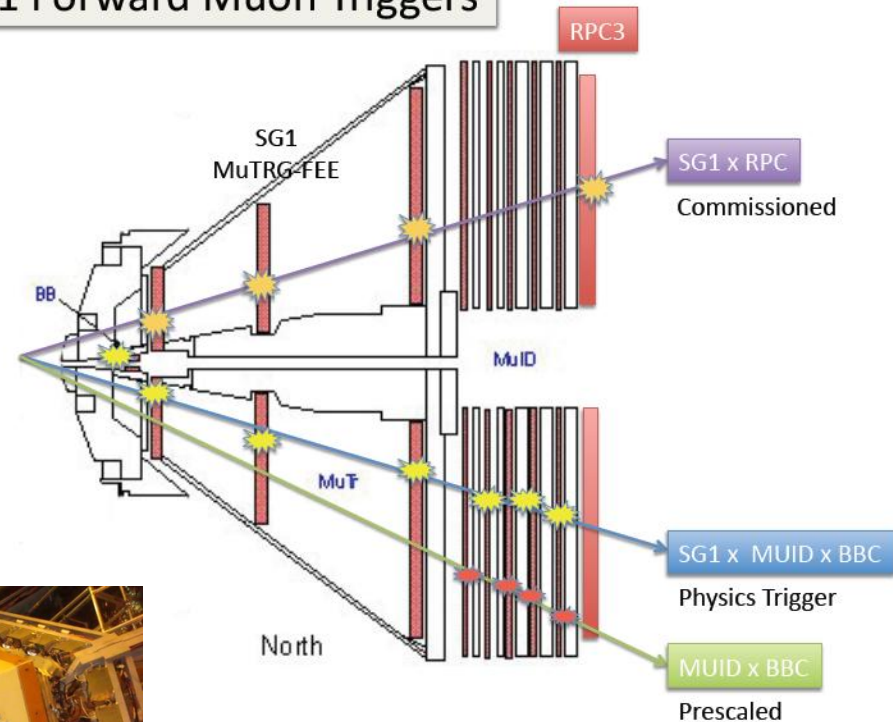 1 Forward Muon Triggers
RPC3
SG1
MuTRG-FEE
SG1 x RPC
Commissioned
BB
MuID
MuTr
SG1 x MUID x BBC
Physics Trigger
North
MUID x BBC
Prescaled